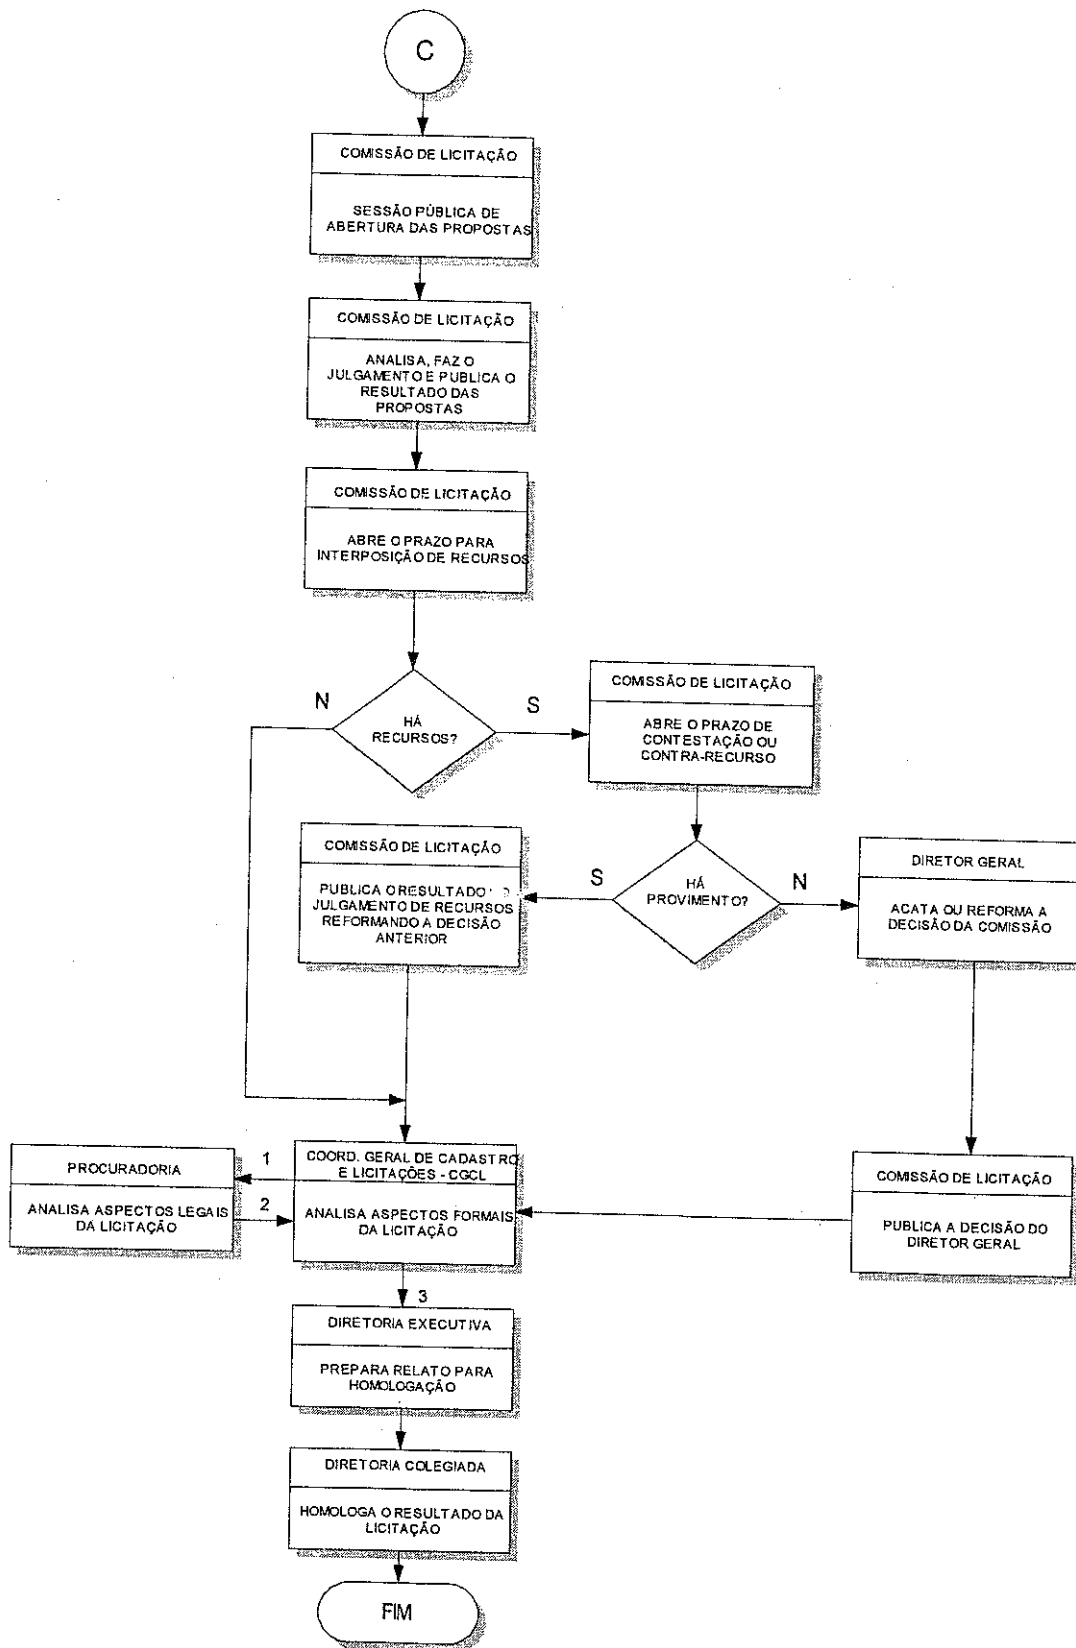 C
COMISSÃO DE LICITAÇÃO
SESSÃO PÚBLICA DE
ABERTURA DAS PROPOSTAS
COMISSÃO DE LICITAÇÃO
ANALISA, FAZ O
JULGAMENTO E PUBLICA O
RESULTADO DAS
PROPOSTAS
COMISSÃO DE LICITAÇÃO
ABRE O PRAZO PARA
INTERPOSIÇÃO DE RECURSOS
N
HÁ
RECURSOS?
S
COMISSÃO DE LICITAÇÃO
ABRE O PRAZO DE
CONTESTAÇÃO OU
CONTRA-RECURSO
COMISSÃO DE LICITAÇÃO
PUBLICA O RESULTADO
JULGAMENTO DE RECURSOS
REFORMANDO A DECISÃO
ANTERIOR
S
HÁ
PROVIMENTO?
N
DIRETOR GERAL
ACATA OU REFORMA A
DECISÃO DA COMISSÃO
PROCURADORIA
ANALISA ASPECTOS LEGAIS
DA LICITAÇÃO
1
2
COORD. GERAL DE CADASTRO
E LICITAÇÕES - CGCL
ANALISA ASPECTOS FORMAIS
DA LICITAÇÃO
COMISSÃO DE LICITAÇÃO
PUBLICA A DECISÃO DO
DIRETOR GERAL
3
DIRETORIA EXECUTIVA
PREPARA RELATO PARA
HOMOLOGAÇÃO
DIRETORIA COLEGIADA
HOMOLOGA O RESULTADO DA
LICITAÇÃO
FIM